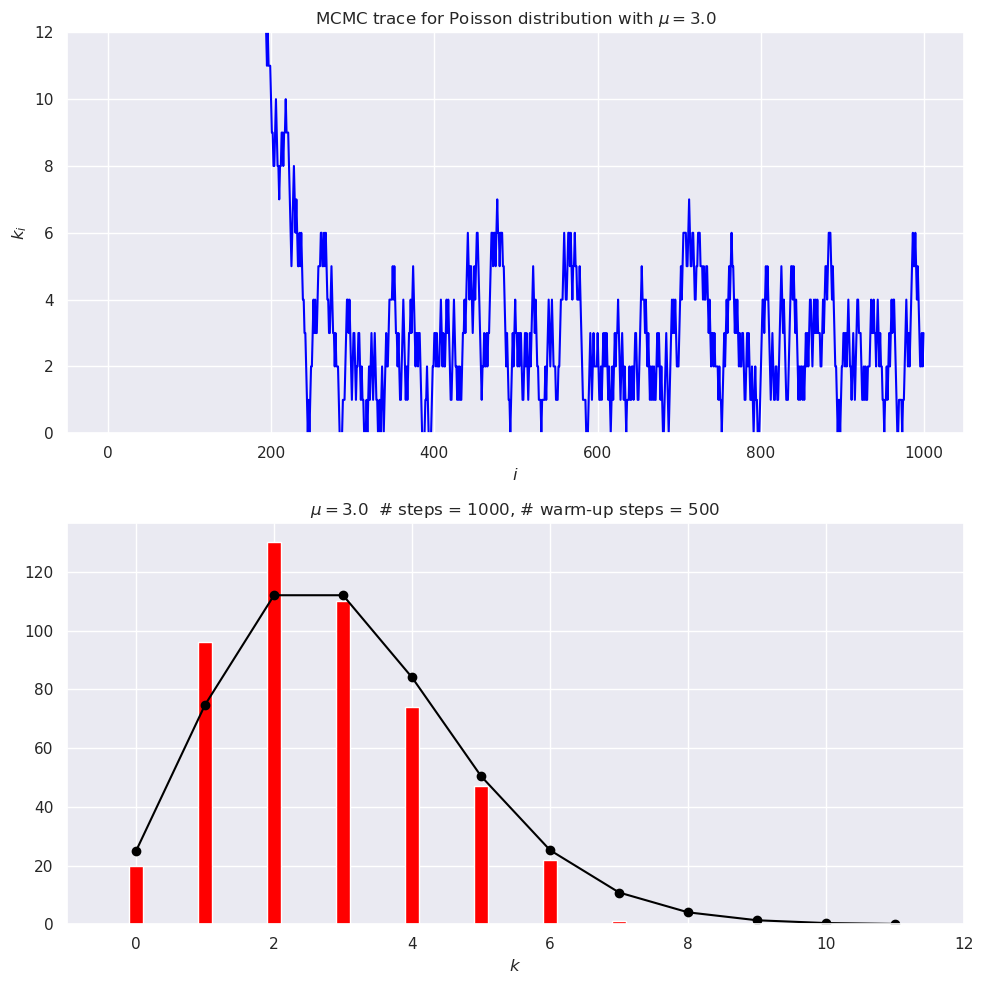 MCMC trace for Poisson distribution with μ = 3.0
12
10
8
6
4
2
0
kᵢ
0 200 400 600 800 1000
i
μ = 3.0 # steps = 1000, # warm-up steps = 500
120
100
80
60
40
20
0
0 2 4 6 8 10 12
k